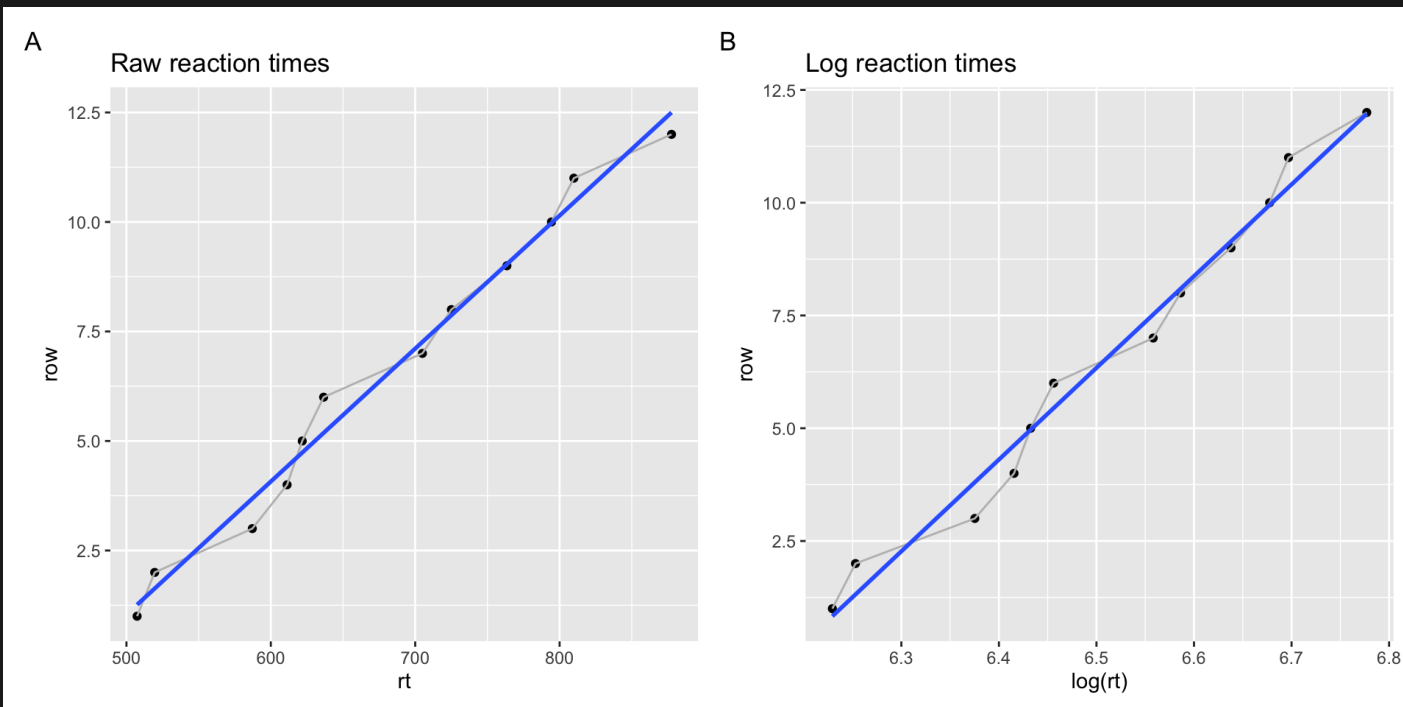 A
Raw reaction times
12.5
10.0
7.5
5.0
2.5
row
500 600 700 800
rt
B
Log reaction times
12.5
10.0
7.5
5.0
2.5
row
6.3 6.4 6.5 6.6 6.7 6.8
log(rt)